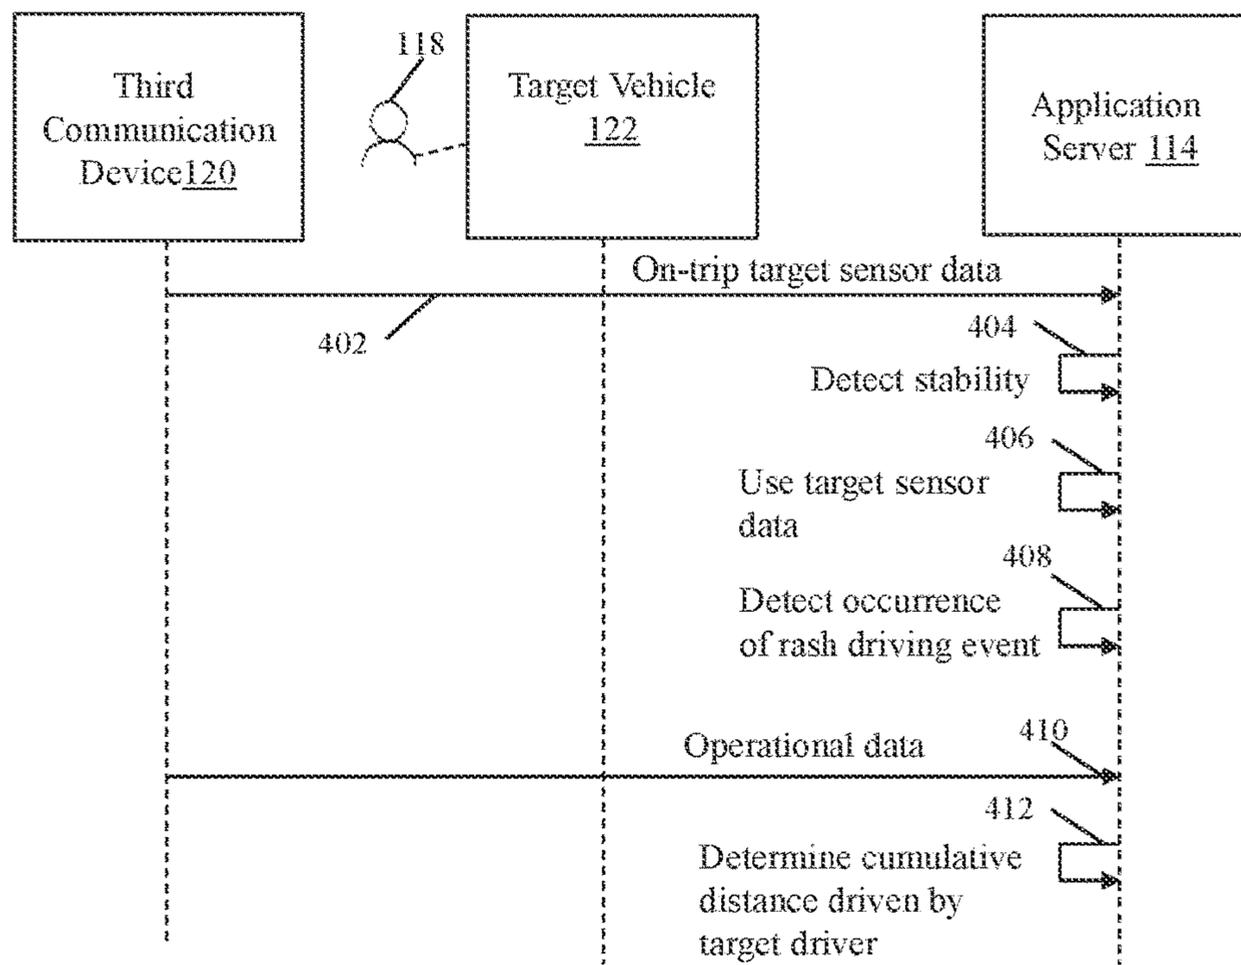 118
Third
Communication
Device120
Target Vehicle
122
Application
Server 114
On-trip target sensor data
402
404
Detect stability
406
Use target sensor
data
408
Detect occurrence
of rash driving event
Operational data
410
412
Determine cumulative
distance driven by
target driver